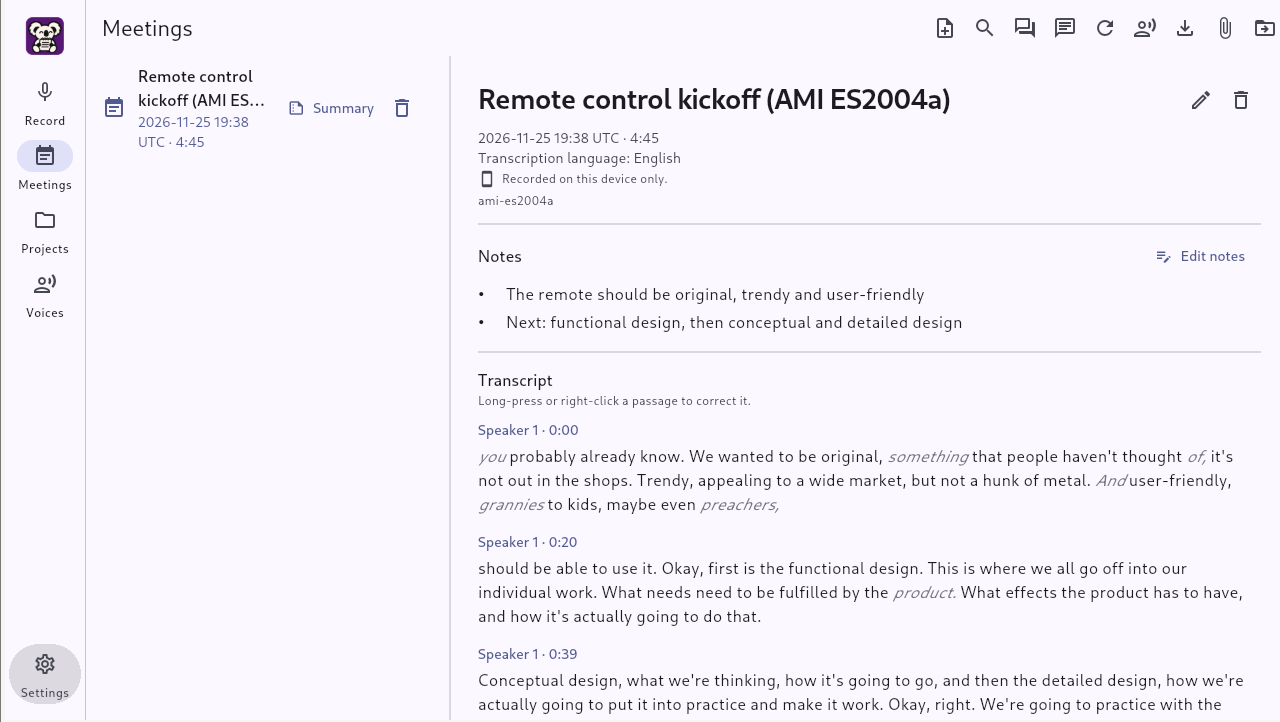 Meetings
Record
Meetings
Projects
Voices
Settings
Remote control
kickoff (AMI ES...
2026-11-25 19:38
UTC · 4:45
Summary
Remote control kickoff (AMI ES2004a)
2026-11-25 19:38 UTC · 4:45
Transcription language: English
Recorded on this device only.
ami-es2004a
Notes
Edit notes
• The remote should be original, trendy and user-friendly
• Next: functional design, then conceptual and detailed design
Transcript
Long-press or right-click a passage to correct it.
Speaker 1 · 0:00
you probably already know. We wanted to be original, something that people haven't thought of, it's
not out in the shops. Trendy, appealing to a wide market, but not a hunk of metal. And user-friendly,
grannies to kids, maybe even preachers,
Speaker 1 · 0:20
should be able to use it. Okay, first is the functional design. This is where we all go off into our
individual work. What needs need to be fulfilled by the product. What effects the product has to have,
and how it's actually going to do that.
Speaker 1 · 0:39
Conceptual design, what we're thinking, how it's going to go, and then the detailed design, how we're
actually going to put it into practice and make it work. Okay, right. We're going to practice with the